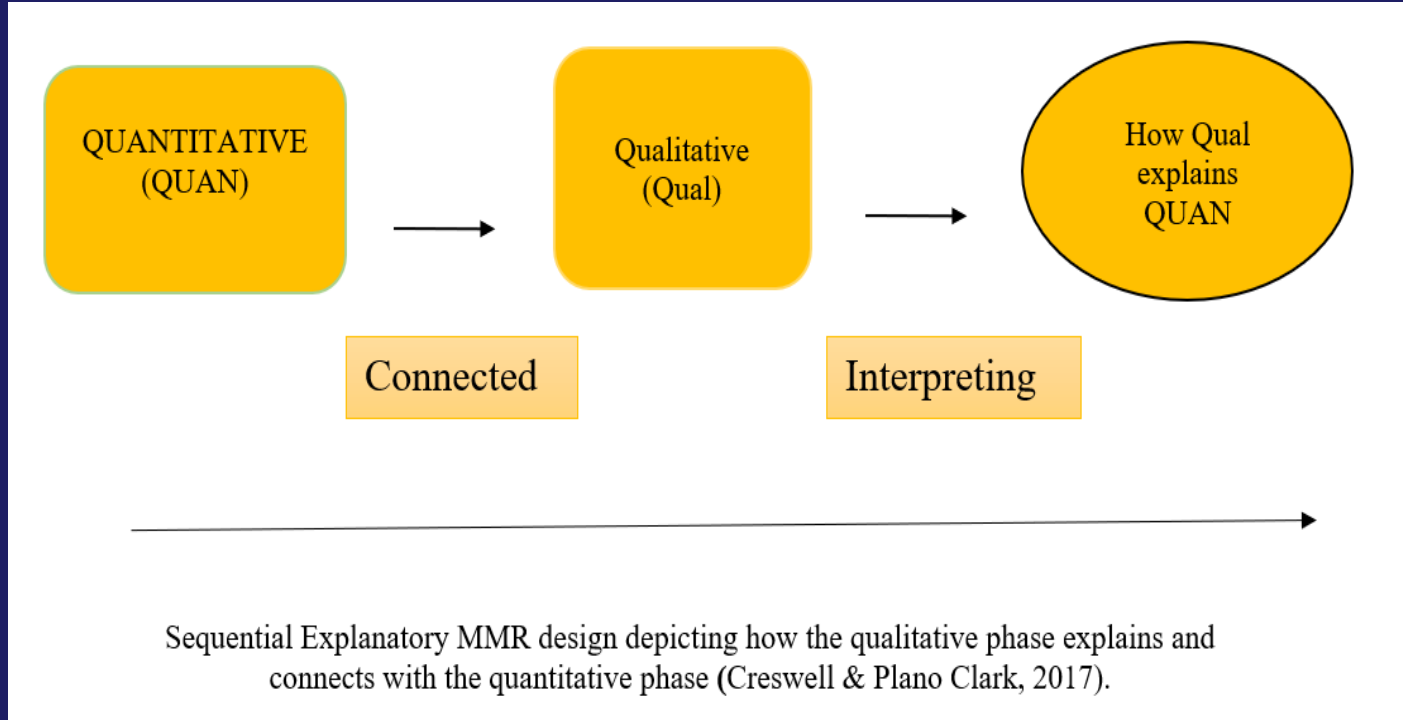 QUANTITATIVE
(QUAN)
Qualitative
(Qual)
How Qual
explains
QUAN
Connected
Interpreting
Sequential Explanatory MMR design depicting how the qualitative phase explains and
connects with the quantitative phase (Creswell & Plano Clark, 2017).